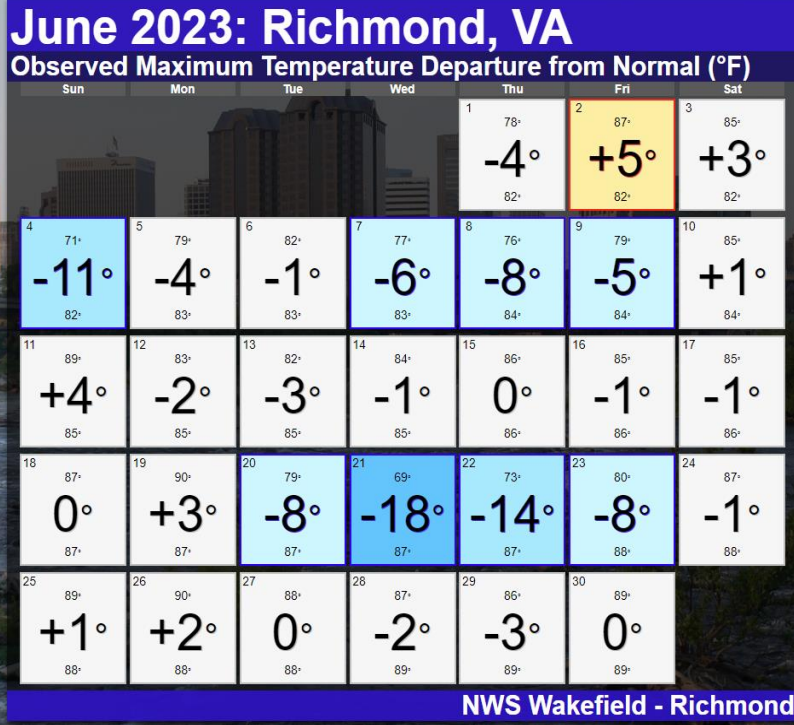 June 2023: Richmond, VA
Observed Maximum Temperature Departure from Normal (°F)
Sun Mon Tue Wed Thu Fri Sat
1 2 3
78° 87° 85°
-4° +5° +3°
82° 82° 82°
4 5 6 7 8 9 10
71° 79° 82° 77° 76° 79° 85°
-11° -4° -1° -6° -8° -5° +1°
82° 83° 83° 83° 84° 84° 84°
11 12 13 14 15 16 17
89° 83° 82° 84° 86° 85° 85°
+4° -2° -3° -1° 0° -1° -1°
85° 85° 85° 85° 86° 86° 86°
18 19 20 21 22 23 24
87° 90° 79° 69° 73° 80° 87°
0° +3° -8° -18° -14° -8° -1°
87° 87° 87° 87° 87° 88° 88°
25 26 27 28 29 30
89° 90° 88° 87° 86° 89°
+1° +2° 0° -2° -3° 0°
88° 88° 88° 89° 89° 89°
NWS Wakefield - Richmond